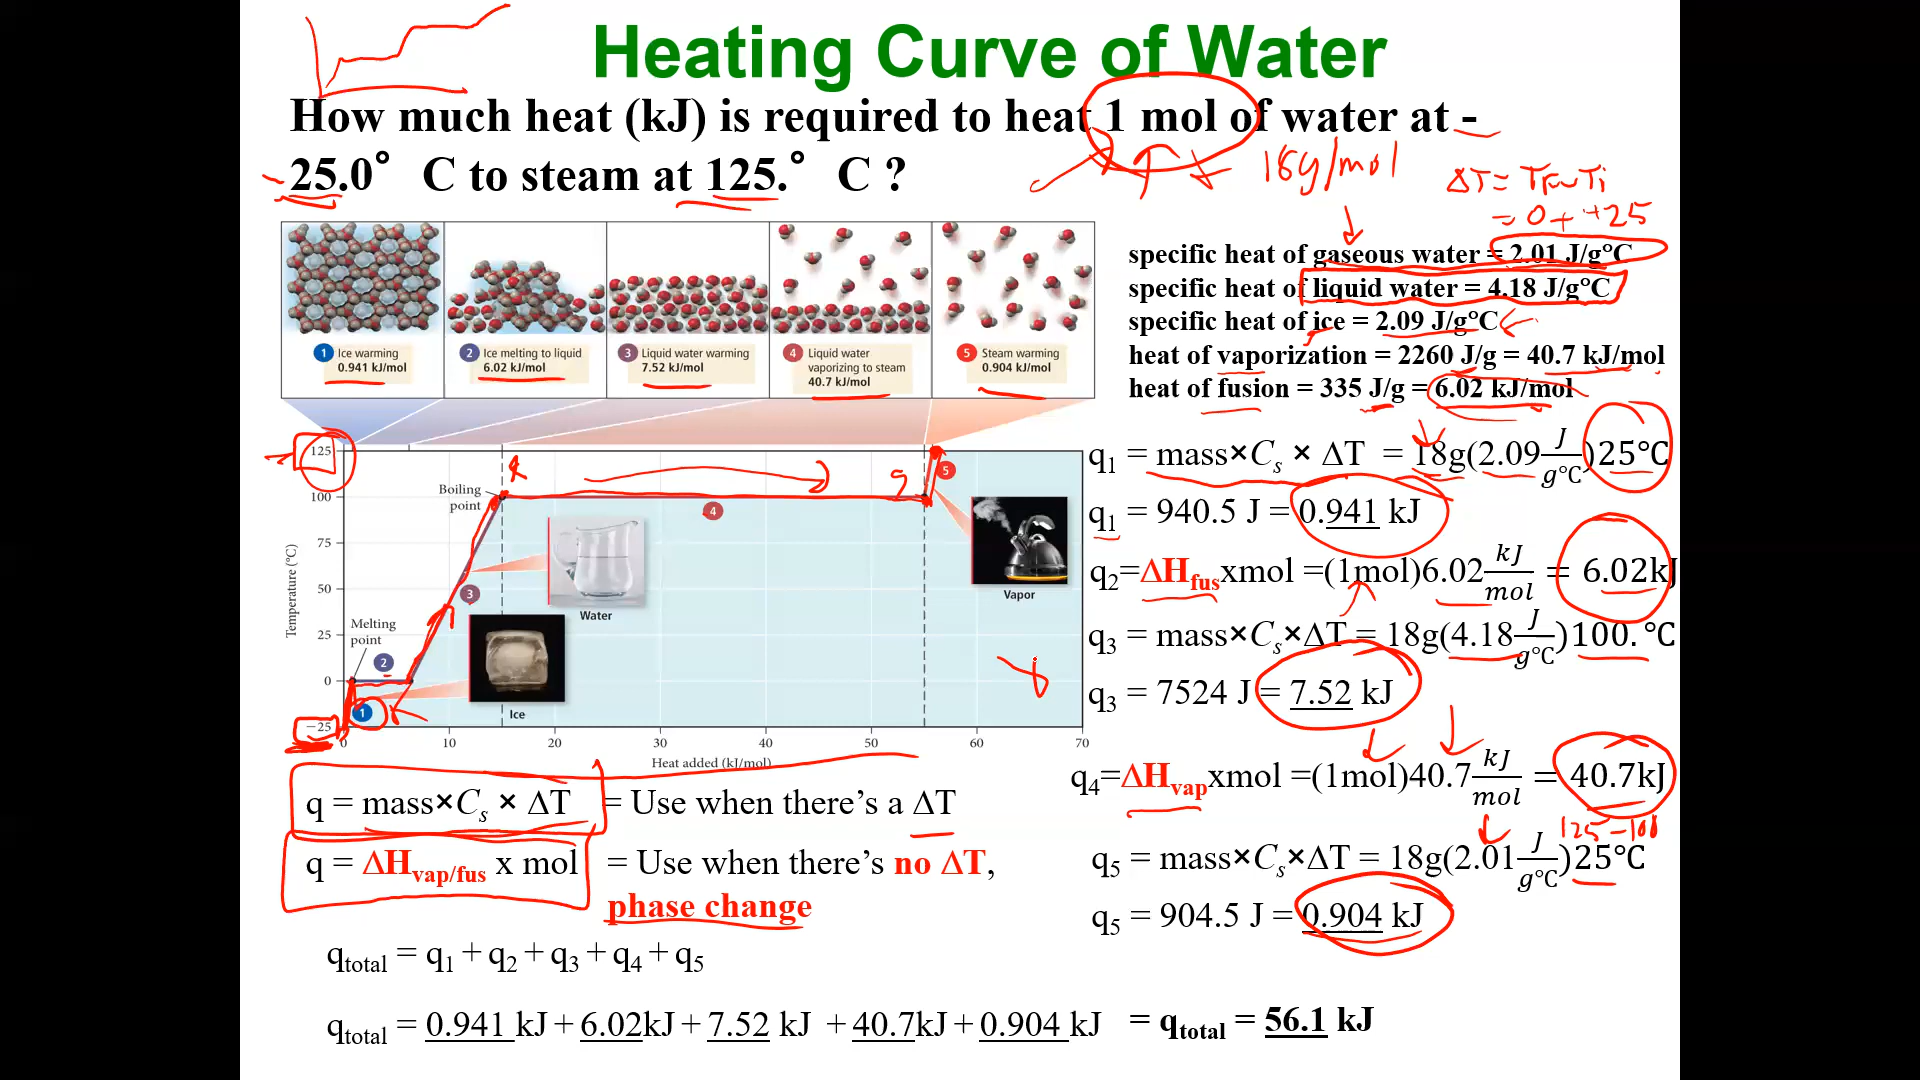 Heating Curve of Water
How much heat (kJ) is required to heat 1 mol of water at -
25.0° C to steam at 125.° C ?
18g/mol
ΔT = TF - Ti
= 0 + +25
1 Ice warming
0.941 kJ/mol
2 Ice melting to liquid
6.02 kJ/mol
3 Liquid water warming
7.52 kJ/mol
4 Liquid water
vaporizing to steam
40.7 kJ/mol
5 Steam warming
0.904 kJ/mol
specific heat of gaseous water = 2.01 J/g°C
specific heat of liquid water = 4.18 J/g°C
specific heat of ice = 2.09 J/g°C
heat of vaporization = 2260 J/g = 40.7 kJ/mol
heat of fusion = 335 J/g = 6.02 kJ/mol
125
100
75
50
25
0
−25
Temperature (°C)
Boiling
point
Melting
point
1
2
3
4
5
g
Water
Ice
Vapor
0 10 20 30 40 50 60 70
Heat added (kJ/mol)
q₁ = mass×Cₛ × ΔT = 18g(2.09 J/g°C)25°C
q₁ = 940.5 J = 0.941 kJ
q₂=ΔHfusxmol =(1mol)6.02 kJ/mol = 6.02kJ
q₃ = mass×Cₛ×ΔT = 18g(4.18 J/g°C)100. °C
q₃ = 7524 J = 7.52 kJ
q₄=ΔHvapxmol =(1mol)40.7 kJ/mol = 40.7kJ
125-100
q₅ = mass×Cₛ×ΔT = 18g(2.01 J/g°C)25°C
q₅ = 904.5 J = 0.904 kJ
q = mass×Cₛ × ΔT = Use when there’s a ΔT
q = ΔHvap/fus x mol = Use when there’s no ΔT,
phase change
qtotal = q₁ + q₂ + q₃ + q₄ + q₅
qtotal = 0.941 kJ + 6.02kJ + 7.52 kJ + 40.7kJ + 0.904 kJ = qtotal = 56.1 kJ